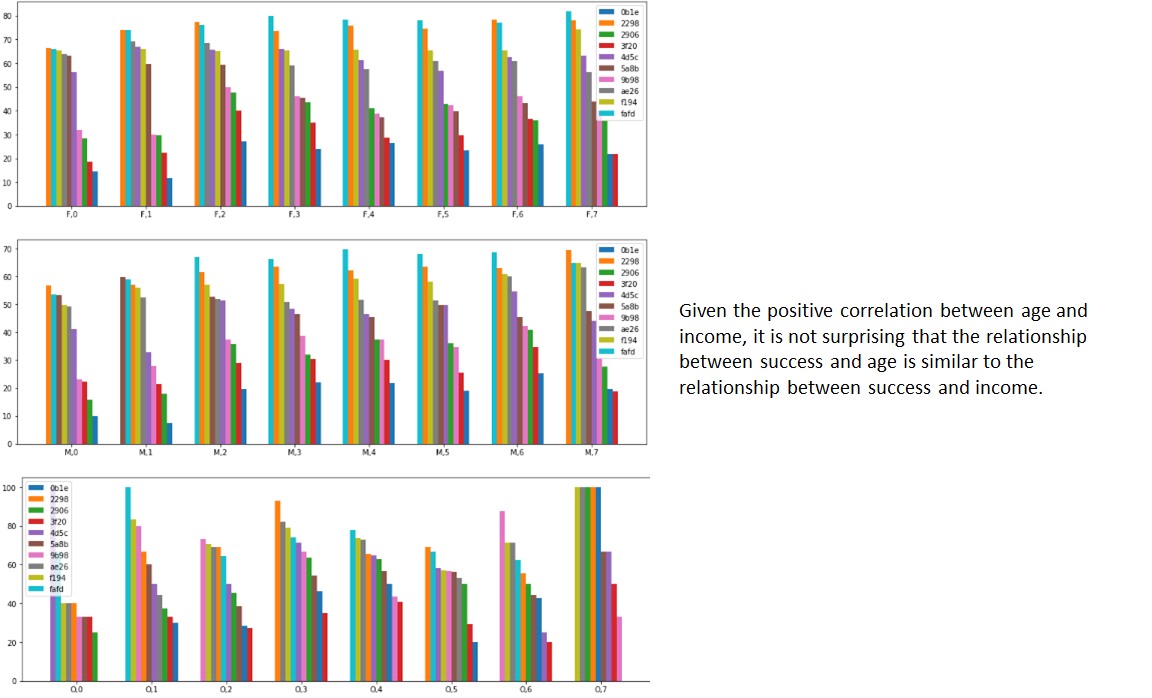 80
70
60
50
40
30
20
10
0
F,0 F,1 F,2 F,3 F,4 F,5 F,6 F,7
0b1e
2298
2906
3f20
4d5c
5a8b
9b98
ae26
f194
fafd
70
60
50
40
30
20
10
0
M,0 M,1 M,2 M,3 M,4 M,5 M,6 M,7
0b1e
2298
2906
3f20
4d5c
5a8b
9b98
ae26
f194
fafd
Given the positive correlation between age and
income, it is not surprising that the relationship
between success and age is similar to the
relationship between success and income.
100
80
60
40
20
0
O,0 O,1 O,2 O,3 O,4 O,5 O,6 O,7
0b1e
2298
2906
3f20
4d5c
5a8b
9b98
ae26
f194
fafd